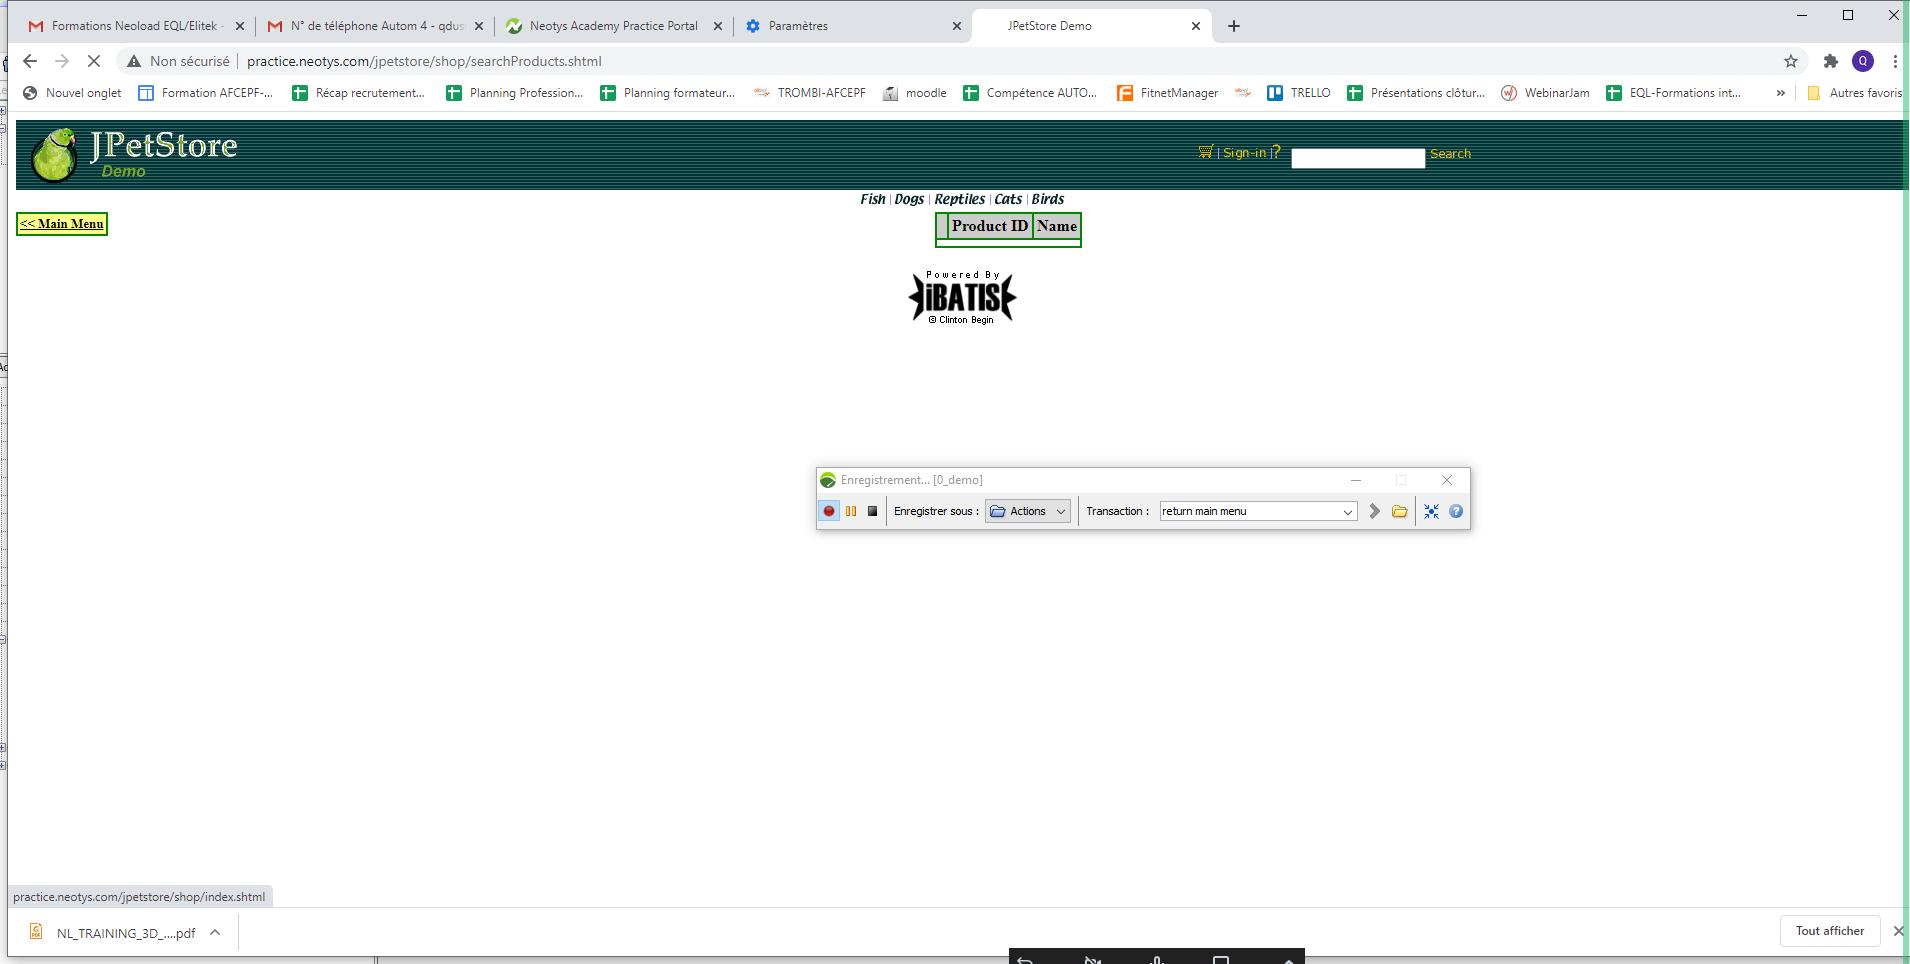 Formations Neoload EQL/Elitek -
N° de téléphone Autom 4 - qdus
Neotys Academy Practice Portal
Paramètres
JPetStore Demo
Non sécurisé
practice.neotys.com/jpetstore/shop/searchProducts.shtml
Q
Nouvel onglet
Formation AFCEPF-...
Récap recrutement...
Planning Profession...
Planning formateur...
TROMBI-AFCEPF
moodle
Compétence AUTO...
FitnetManager
TRELLO
Présentations clôtur...
WebinarJam
EQL-Formations int...
»
Autres favoris
JPetStore
Demo
| Sign-in |? Search
Fish | Dogs | Reptiles | Cats | Birds
<< Main Menu
Product ID Name
Powered By
iBATIS
© Clinton Begin
Enregistrement... [0_demo]
Enregistrer sous : Actions Transaction : return main menu
practice.neotys.com/jpetstore/shop/index.shtml
NL_TRAINING_3D_....pdf
Tout afficher